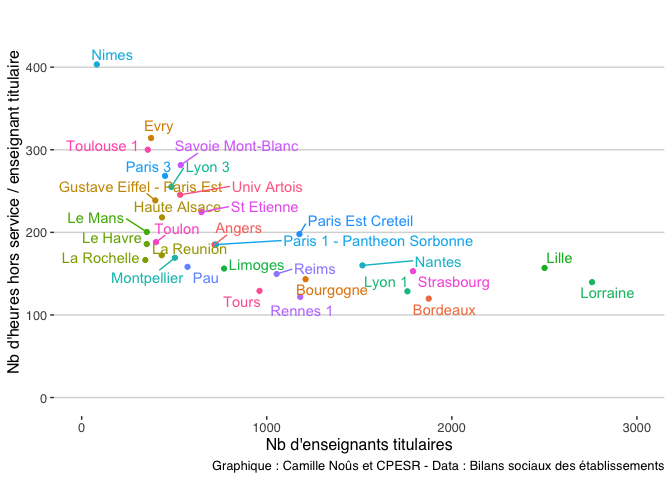 Nb d'heures hors service / enseignant titulaire
400
300
200
100
0
Nimes
Evry
Toulouse 1
Savoie Mont-Blanc
Paris 3
Lyon 3
Gustave Eiffel - Paris Est
Univ Artois
Haute Alsace
St Etienne
Le Mans
Toulon
Angers
Paris Est Creteil
Le Havre
Paris 1 - Pantheon Sorbonne
La Reunion
La Rochelle
Montpellier
Pau
Limoges
Reims
Nantes
Lille
Bourgogne
Lyon 1
Strasbourg
Lorraine
Tours
Rennes 1
Bordeaux
0
1000
2000
3000
Nb d'enseignants titulaires
Graphique : Camille Noûs et CPESR - Data : Bilans sociaux des établissements